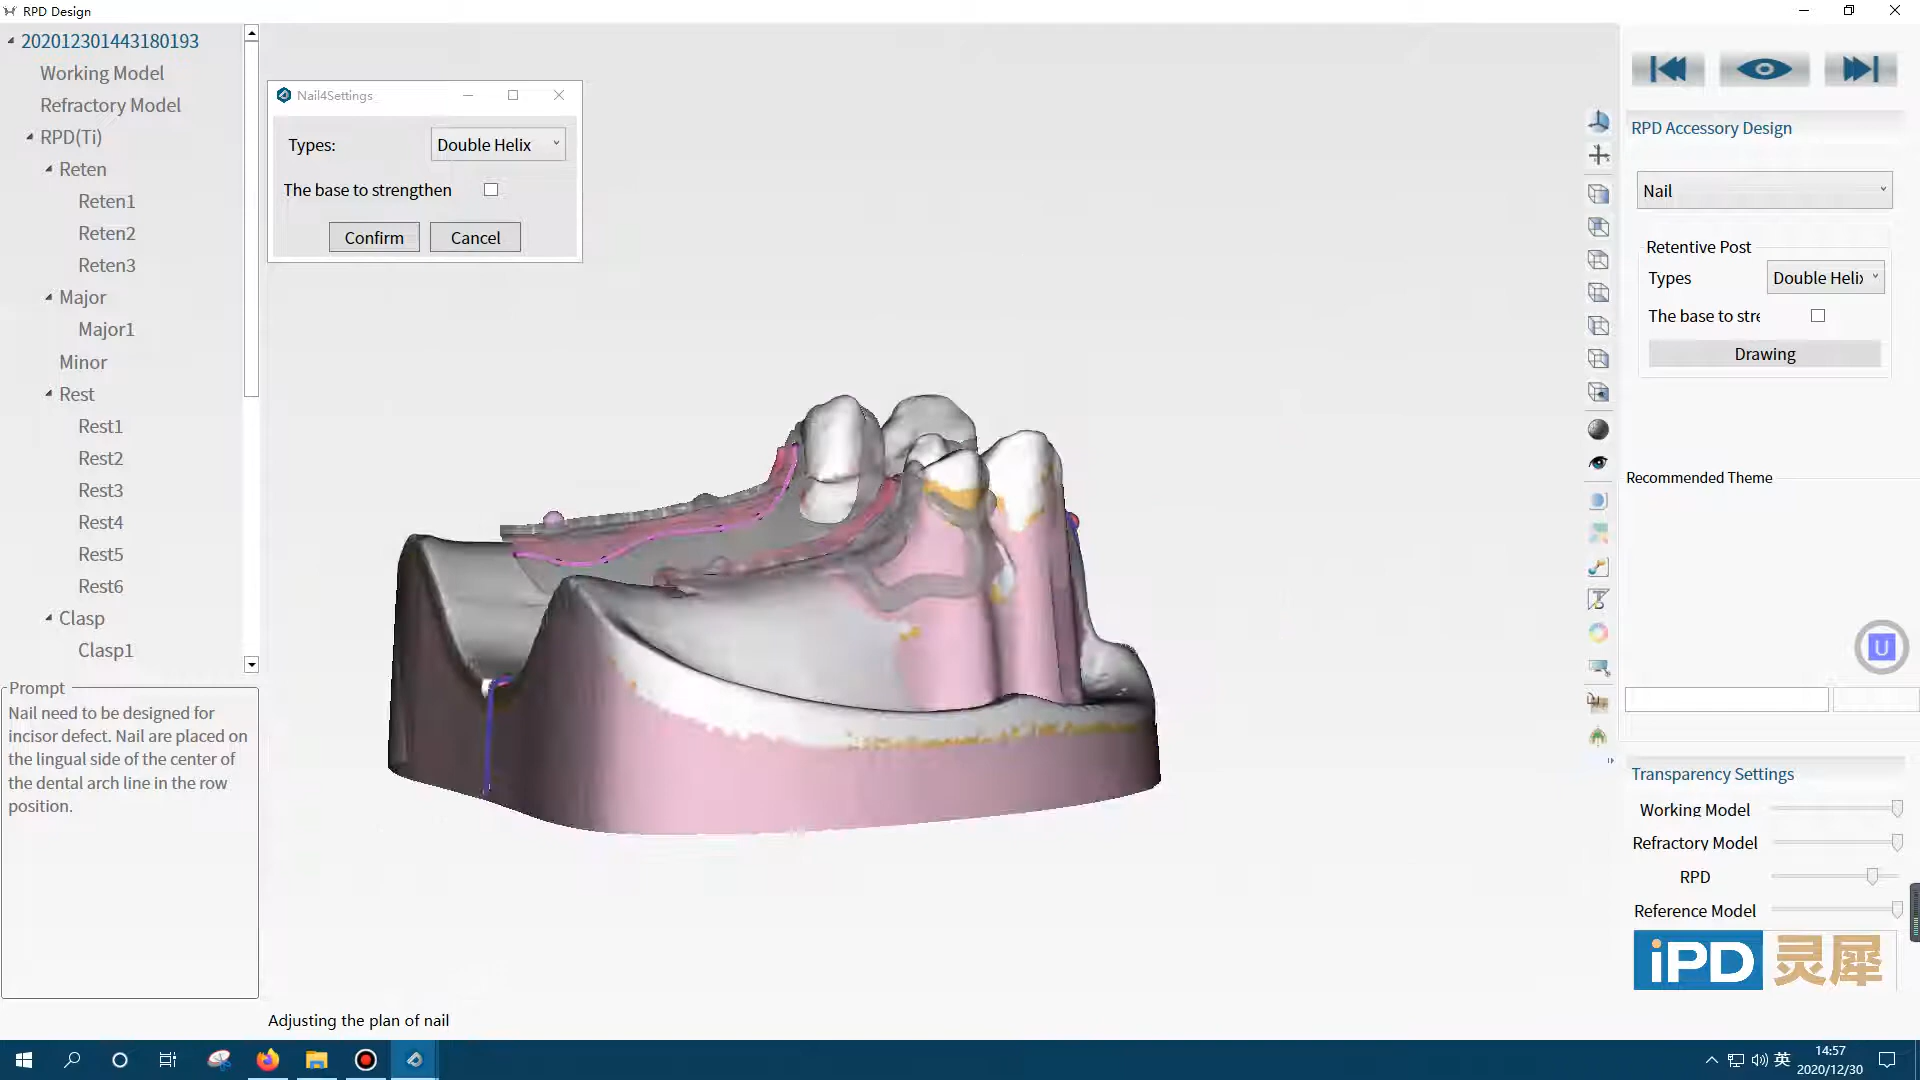 RPD Design
202012301443180193
Working Model
Refractory Model
RPD(Ti)
Reten
Reten1
Reten2
Reten3
Major
Major1
Minor
Rest
Rest1
Rest2
Rest3
Rest4
Rest5
Rest6
Clasp
Clasp1
Prompt
Nail need to be designed for
incisor defect. Nail are placed on
the lingual side of the center of
the dental arch line in the row
position.
Nail4Settings
Types:
Double Helix
The base to strengthen
Confirm
Cancel
Adjusting the plan of nail
RPD Accessory Design
Nail
Retentive Post
Types
Double Helix
The base to stre
Drawing
Recommended Theme
U
Transparency Settings
Working Model
Refractory Model
RPD
Reference Model
iPD 灵犀
英
14:57
2020/12/30